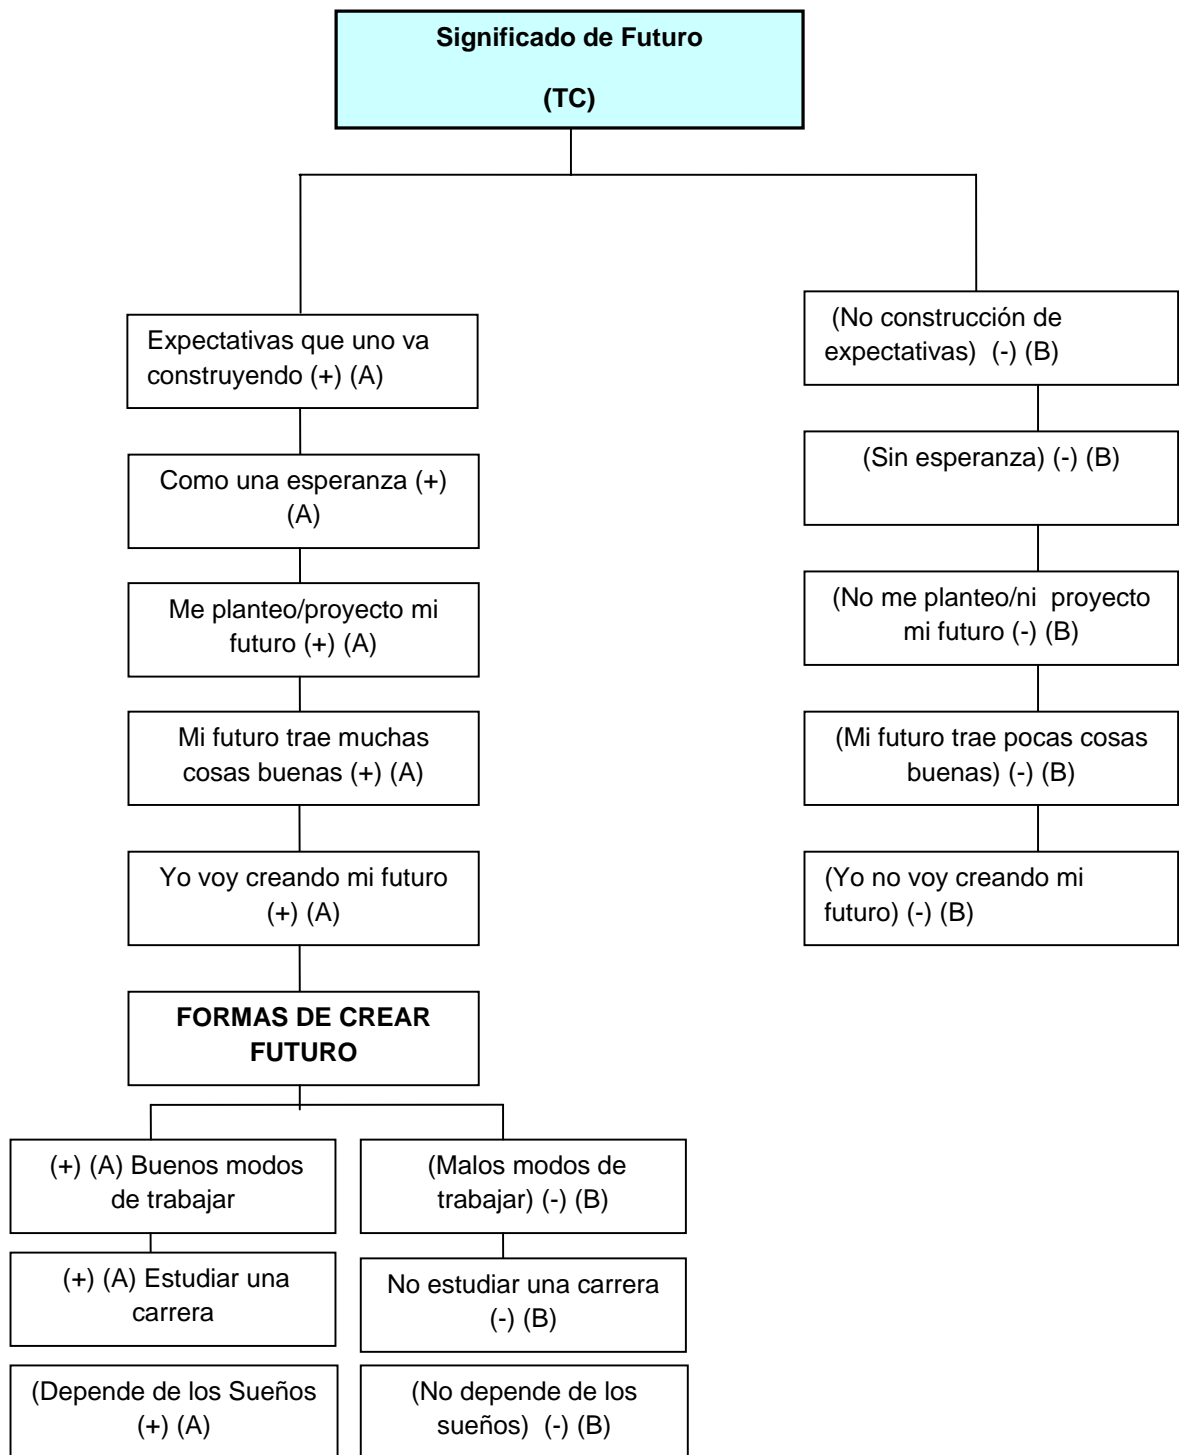 Significado de Futuro
(TC)
Expectativas que uno va
construyendo (+) (A)
(No construcción de
expectativas)  (-) (B)
Como una esperanza (+)
(A)
(Sin esperanza) (-) (B)
Me planteo/proyecto mi
futuro (+) (A)
(No me planteo/ni  proyecto
mi futuro (-) (B)
Mi futuro trae muchas
cosas buenas (+) (A)
(Mi futuro trae pocas cosas
buenas) (-) (B)
Yo voy creando mi futuro
(+) (A)
(Yo no voy creando mi
futuro) (-) (B)
FORMAS DE CREAR
FUTURO
(+) (A) Buenos modos
de trabajar
(Malos modos de
trabajar) (-) (B)
(+) (A) Estudiar una
carrera
No estudiar una carrera
(-) (B)
(Depende de los Sueños
(+) (A)
(No depende de los
sueños)  (-) (B)